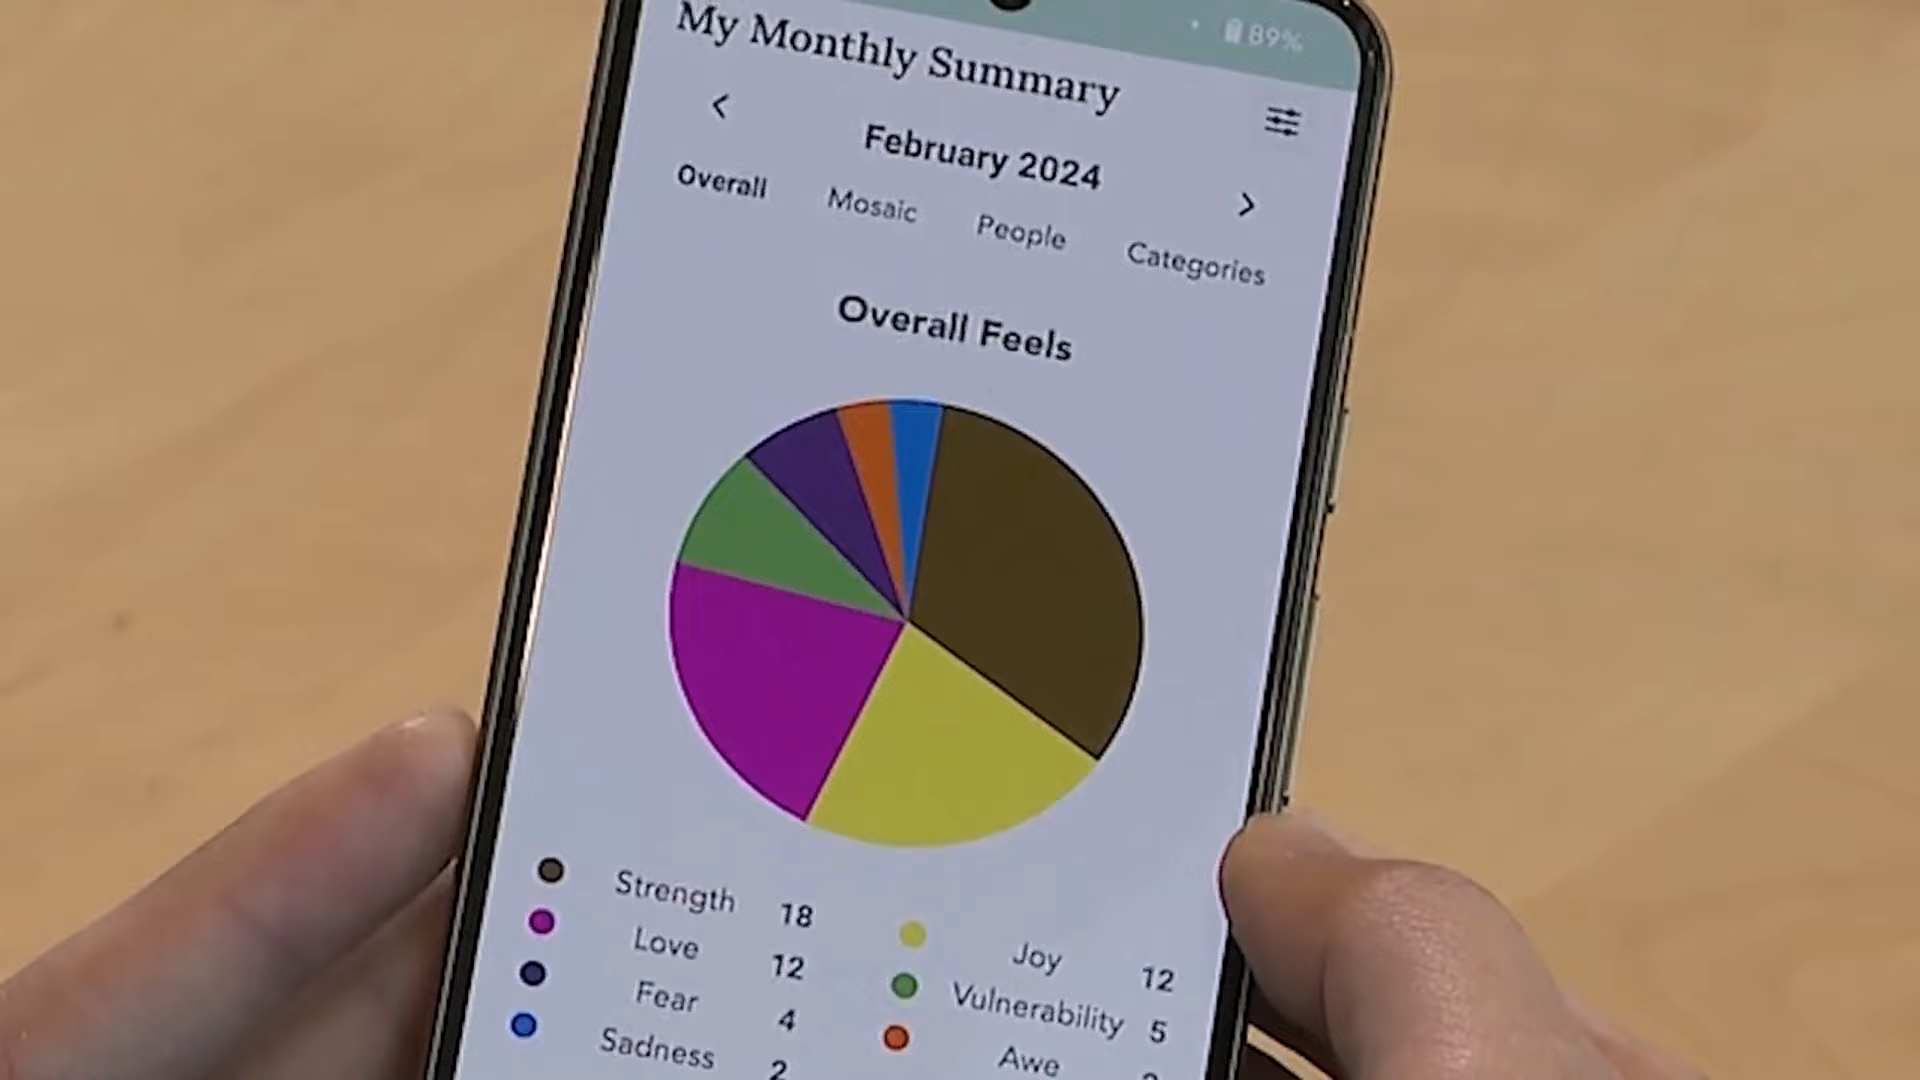 89%
My Monthly Summary
February 2024
Overall Mosaic People Categories
Overall Feels
Strength 18
Joy 12
Love 12
Vulnerability 5
Fear 4
Awe
Sadness 2